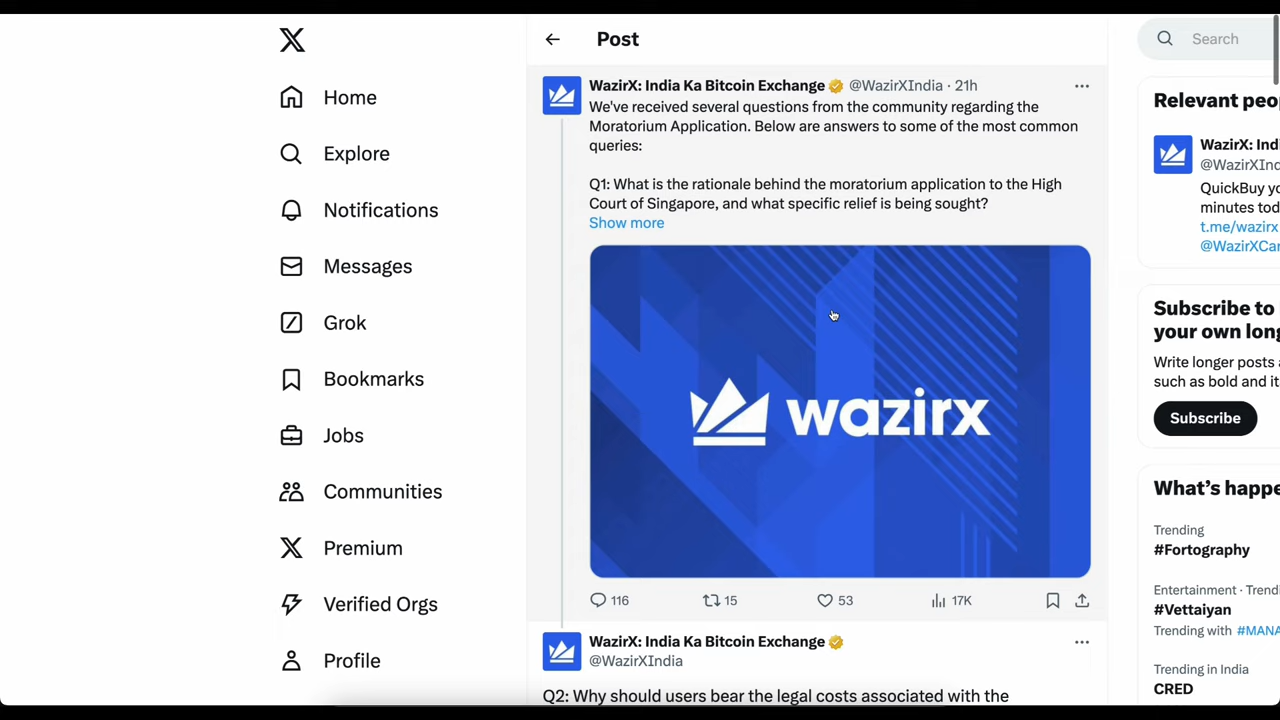 Home
Explore
Notifications
Messages
Grok
Bookmarks
Jobs
Communities
Premium
Verified Orgs
Profile
Post
WazirX: India Ka Bitcoin Exchange @WazirXIndia · 21h
We've received several questions from the community regarding the
Moratorium Application. Below are answers to some of the most common
queries:
Q1: What is the rationale behind the moratorium application to the High
Court of Singapore, and what specific relief is being sought?
Show more
wazirx
116 15 53 17K
WazirX: India Ka Bitcoin Exchange
@WazirXIndia
Q2: Why should users bear the legal costs associated with the
Search
Relevant peo
WazirX: Indi
@WazirXInd
QuickBuy yo
minutes tod
t.me/wazirx
@WazirXCar
Subscribe to
your own long
Write longer posts a
such as bold and it
Subscribe
What's happe
Trending
#Fortography
Entertainment · Trendi
#Vettaiyan
Trending with #MANA
Trending in India
CRED